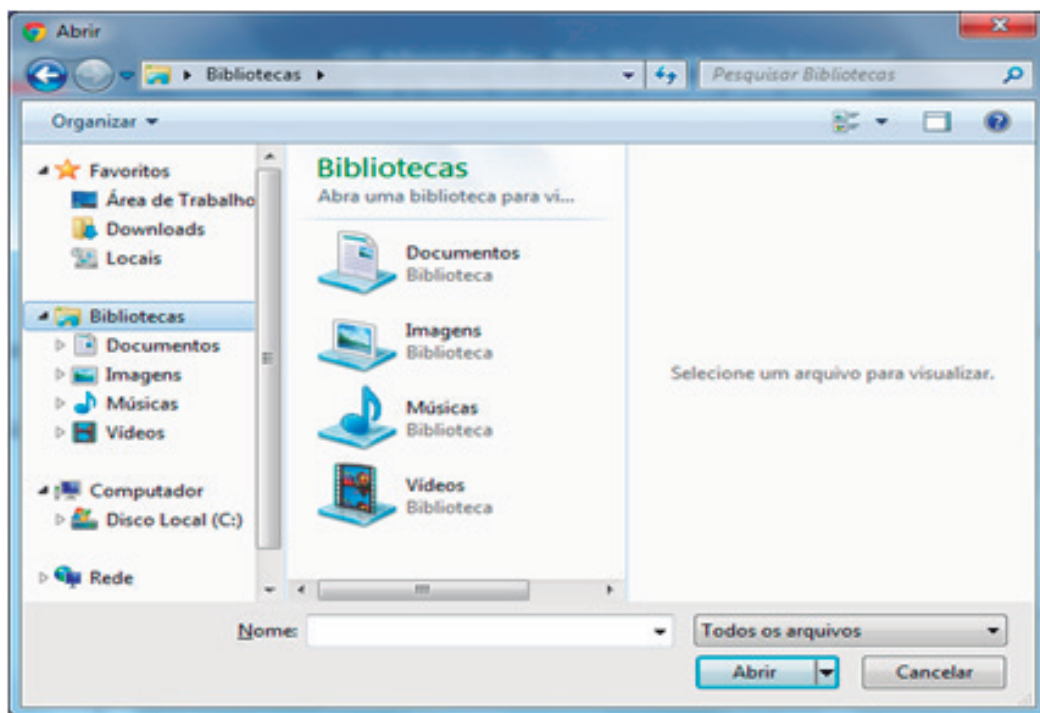 Abrir
Bibliotecas
Pesquisar Bibliotecas
Organizar
Favoritos
Área de Trabalho
Downloads
Locais
Bibliotecas
Documentos
Imagens
Músicas
Vídeos
Computador
Disco Local (C:)
Rede
Bibliotecas
Abra uma biblioteca para vi...
Documentos
Biblioteca
Imagens
Biblioteca
Músicas
Biblioteca
Vídeos
Biblioteca
Selecione um arquivo para visualizar.
Nome:
Todos os arquivos
Abrir
Cancelar